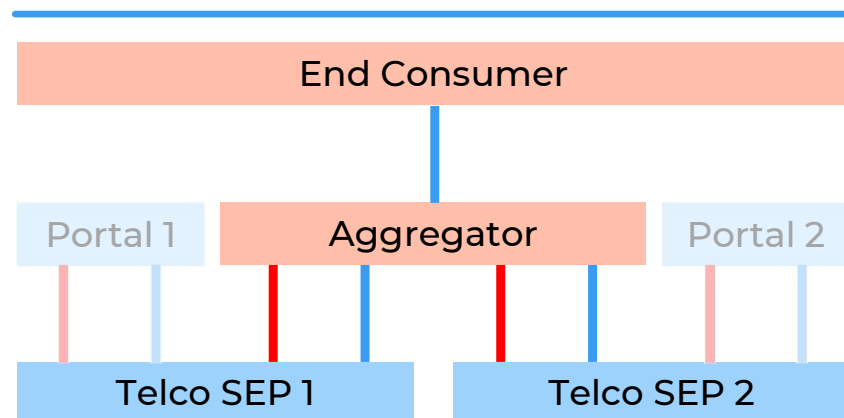 End Consumer
Portal 1
Aggregator
Portal 2
Telco SEP 1
Telco SEP 2